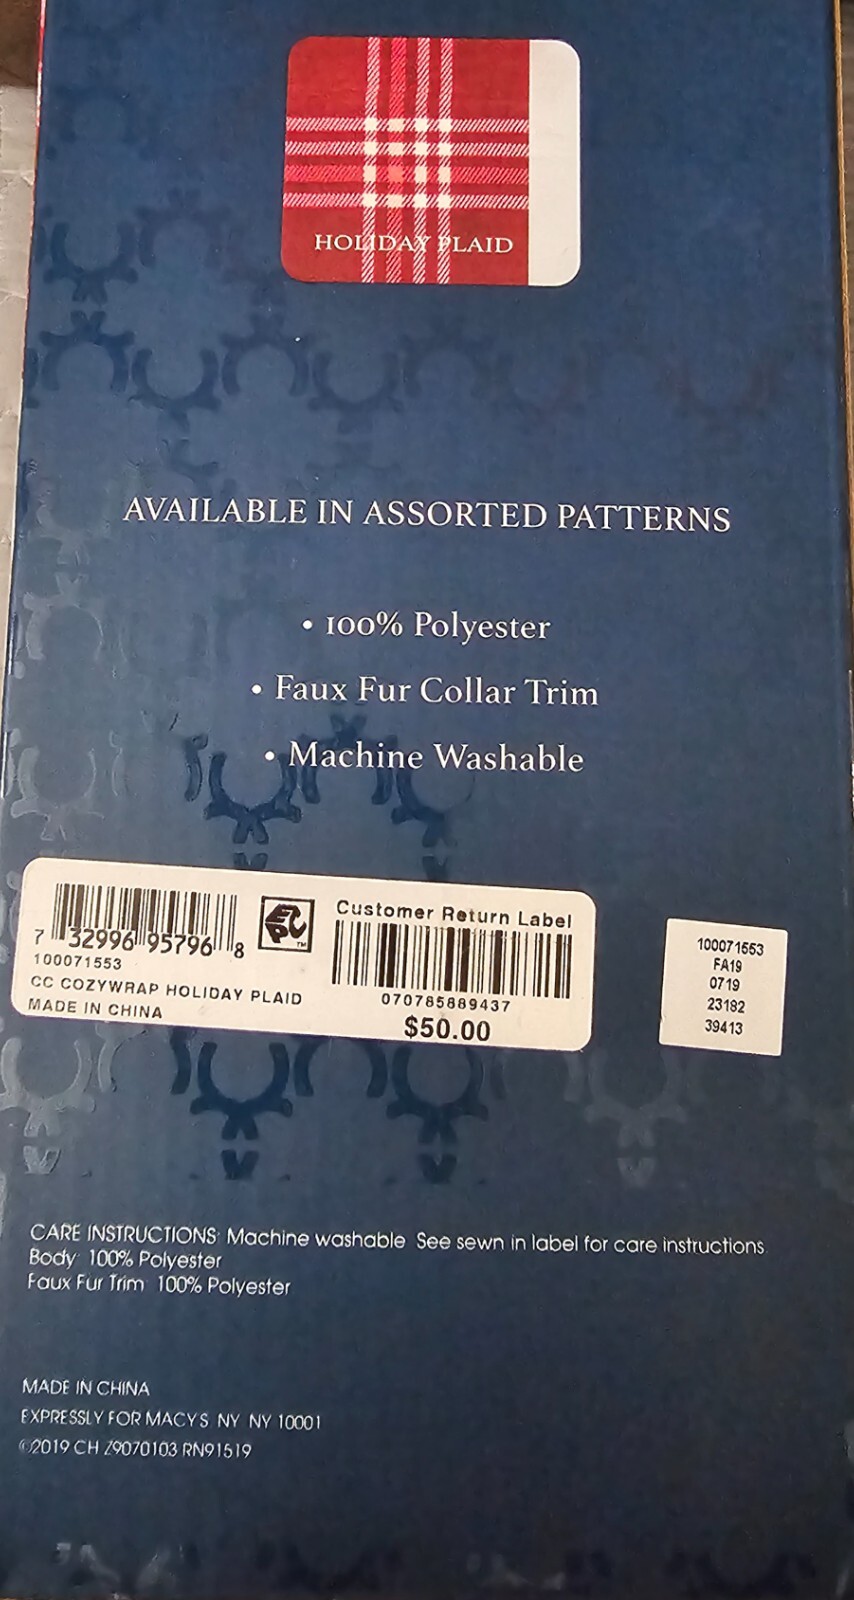 HOLIDAY PLAID
AVAILABLE IN ASSORTED PATTERNS
• 100% Polyester
• Faux Fur Collar Trim
• Machine Washable
7 32996 95796 8
100071553
CC COZYWRAP HOLIDAY PLAID
MADE IN CHINA
EPC™
Customer Return Label
070785889437
$50.00
100071553
FA19
0719
23182
39413
CARE INSTRUCTIONS: Machine washable. See sewn in label for care instructions.
Body: 100% Polyester
Faux Fur Trim: 100% Polyester
MADE IN CHINA
EXPRESSLY FOR MACY'S NY NY 10001
©2019 CH Z9070103 RN91519